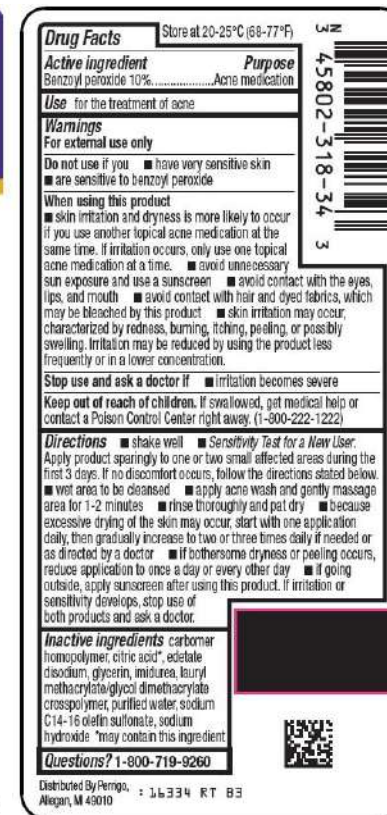 Drug Facts
Store at 20-25°C (68-77°F)
Active ingredient Purpose
Benzoyl peroxide 10%....................Acne medication
Use for the treatment of acne
Warnings
For external use only
Do not use if you ■ have very sensitive skin
■ are sensitive to benzoyl peroxide
When using this product
■ skin irritation and dryness is more likely to occur
if you use another topical acne medication at the
same time. If irritation occurs, only use one topical
acne medication at a time. ■ avoid unnecessary
sun exposure and use a sunscreen ■ avoid contact with the eyes,
lips, and mouth ■ avoid contact with hair and dyed fabrics, which
may be bleached by this product ■ skin irritation may occur,
characterized by redness, burning, itching, peeling, or possibly
swelling. Irritation may be reduced by using the product less
frequently or in a lower concentration.
Stop use and ask a doctor if ■ irritation becomes severe
Keep out of reach of children. If swallowed, get medical help or
contact a Poison Control Center right away. (1-800-222-1222)
Directions ■ shake well ■ Sensitivity Test for a New User.
Apply product sparingly to one or two small affected areas during the
first 3 days. If no discomfort occurs, follow the directions stated below.
■ wet area to be cleansed ■ apply acne wash and gently massage
area for 1-2 minutes ■ rinse thoroughly and pat dry ■ because
excessive drying of the skin may occur, start with one application
daily, then gradually increase to two or three times daily if needed or
as directed by a doctor ■ if bothersome dryness or peeling occurs,
reduce application to once a day or every other day ■ if going
outside, apply sunscreen after using this product. If irritation or
sensitivity develops, stop use of
both products and ask a doctor.
Inactive ingredients carbomer
homopolymer, citric acid*, edetate
disodium, glycerin, imidurea, lauryl
methacrylate/glycol dimethacrylate
crosspolymer, purified water, sodium
C14-16 olefin sulfonate, sodium
hydroxide *may contain this ingredient
Questions? 1-800-719-9260
Distributed By Perrigo,
Allegan, MI 49010
: 16334 RT B3
N
3 45802-318-34 3